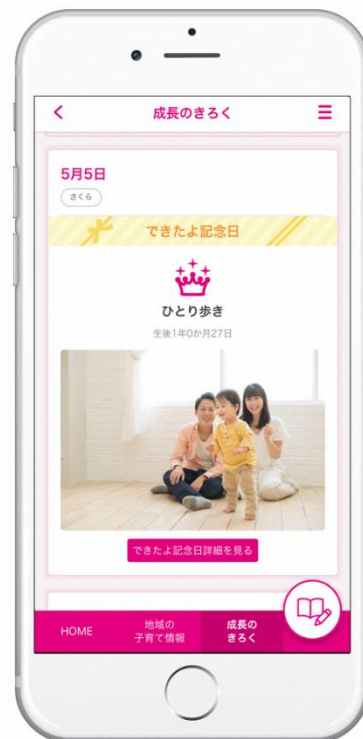 成長のきろく
5月5日
さくら
できたよ記念日
ひとり歩き
生後1年0か月27日
できたよ記念日詳細を見る
HOME
地域の
子育て情報
成長の
きろく